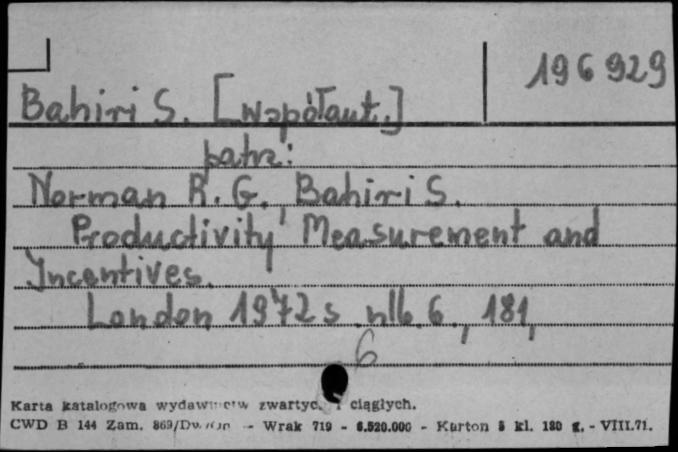 196929
Bahiri S. [współaut.]
patrz:
Norman R. G., Bahiri S.
Productivity Measurement and
Incentives.
London 1972 s. nlb. 6, 181,
6
Karta katalogowa wydawnictw zwartych i ciągłych.
CWD B 144 Zam. 869/Dw - Wrak 719 - 6.520.000 - Karton 5 kl. 180 g. - VIII.71.